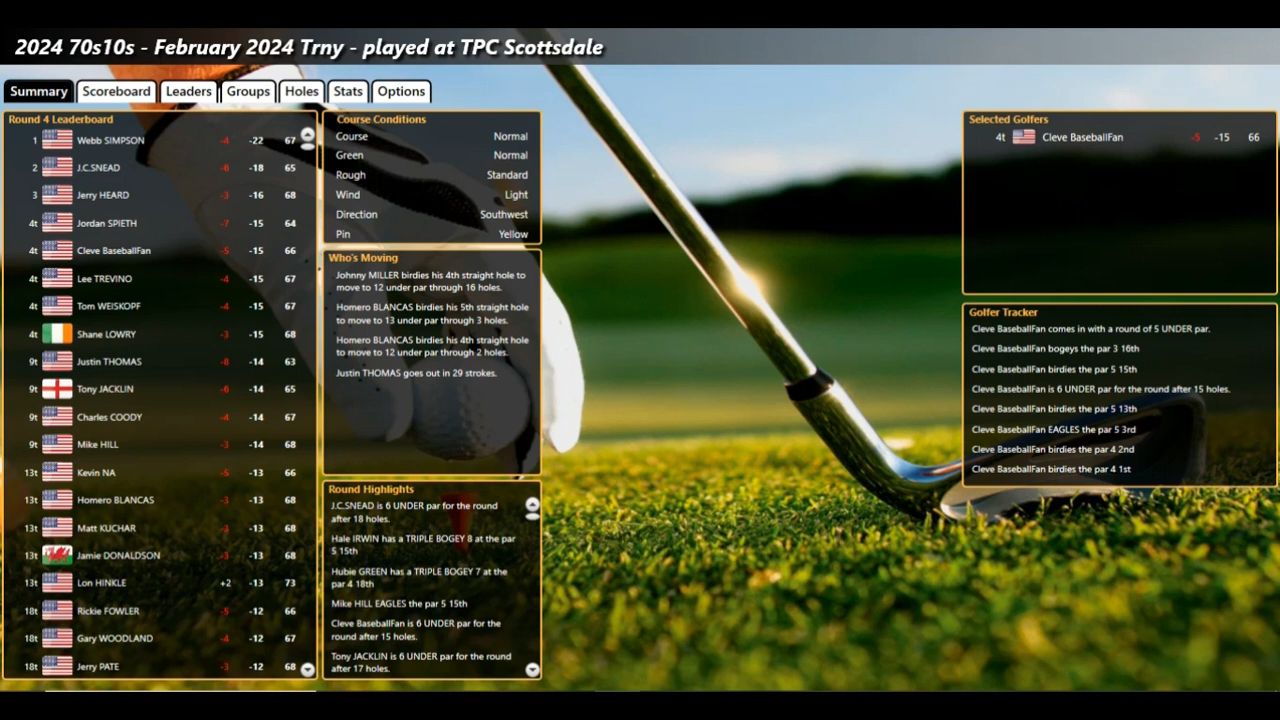 2024 70s10s - February 2024 Trny - played at TPC Scottsdale
Summary Scoreboard Leaders Groups Holes Stats Options
Round 4 Leaderboard
1 Webb SIMPSON -4 -22 67
2 J.C.SNEAD -6 -18 65
3 Jerry HEARD -3 -16 68
4t Jordan SPIETH -7 -15 64
4t Cleve BaseballFan -5 -15 66
4t Lee TREVINO -4 -15 67
4t Tom WEISKOPF -4 -15 67
4t Shane LOWRY -3 -15 68
9t Justin THOMAS -8 -14 63
9t Tony JACKLIN -6 -14 65
9t Charles COODY -4 -14 67
9t Mike HILL -3 -14 68
13t Kevin NA -5 -13 66
13t Homero BLANCAS -3 -13 68
13t Matt KUCHAR -3 -13 68
13t Jamie DONALDSON -3 -13 68
13t Lon HINKLE +2 -13 73
18t Rickie FOWLER -5 -12 66
18t Gary WOODLAND -4 -12 67
18t Jerry PATE -3 -12 68
Course Conditions
Course Normal
Green Normal
Rough Standard
Wind Light
Direction Southwest
Pin Yellow
Who's Moving
Johnny MILLER birdies his 4th straight hole to
move to 12 under par through 16 holes.
Homero BLANCAS birdies his 5th straight hole
to move to 13 under par through 3 holes.
Homero BLANCAS birdies his 4th straight hole
to move to 12 under par through 2 holes.
Justin THOMAS goes out in 29 strokes.
Round Highlights
J.C.SNEAD is 6 UNDER par for the round
after 18 holes.
Hale IRWIN has a TRIPLE BOGEY 8 at the par
5 15th
Hubie GREEN has a TRIPLE BOGEY 7 at the
par 4 18th
Mike HILL EAGLES the par 5 15th
Cleve BaseballFan is 6 UNDER par for the
round after 15 holes.
Tony JACKLIN is 6 UNDER par for the round
after 17 holes.
Selected Golfers
4t Cleve BaseballFan -5 -15 66
Golfer Tracker
Cleve BaseballFan comes in with a round of 5 UNDER par.
Cleve BaseballFan bogeys the par 3 16th
Cleve BaseballFan birdies the par 5 15th
Cleve BaseballFan is 6 UNDER par for the round after 15 holes.
Cleve BaseballFan birdies the par 5 13th
Cleve BaseballFan EAGLES the par 5 3rd
Cleve BaseballFan birdies the par 4 2nd
Cleve BaseballFan birdies the par 4 1st